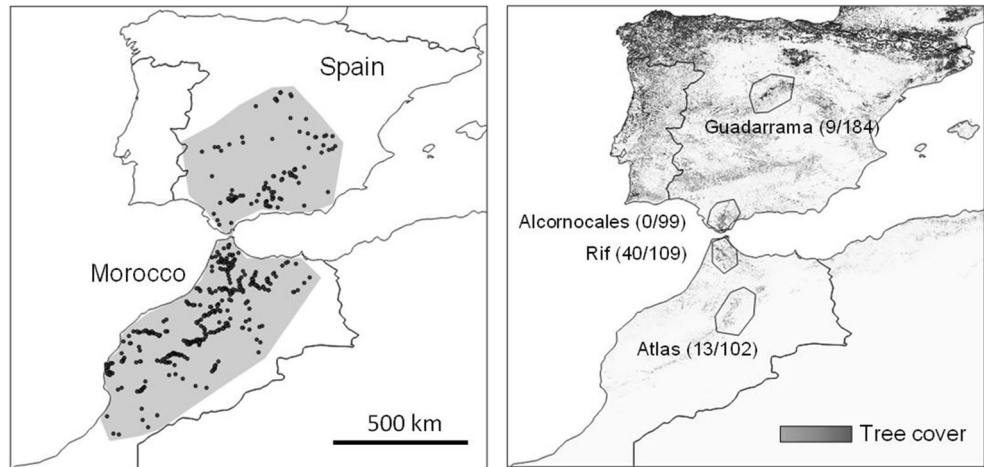 Spain
Morocco
500 km
Guadarrama (9/184)
Alcornocales (0/99)
Rif (40/109)
Atlas (13/102)
Tree cover